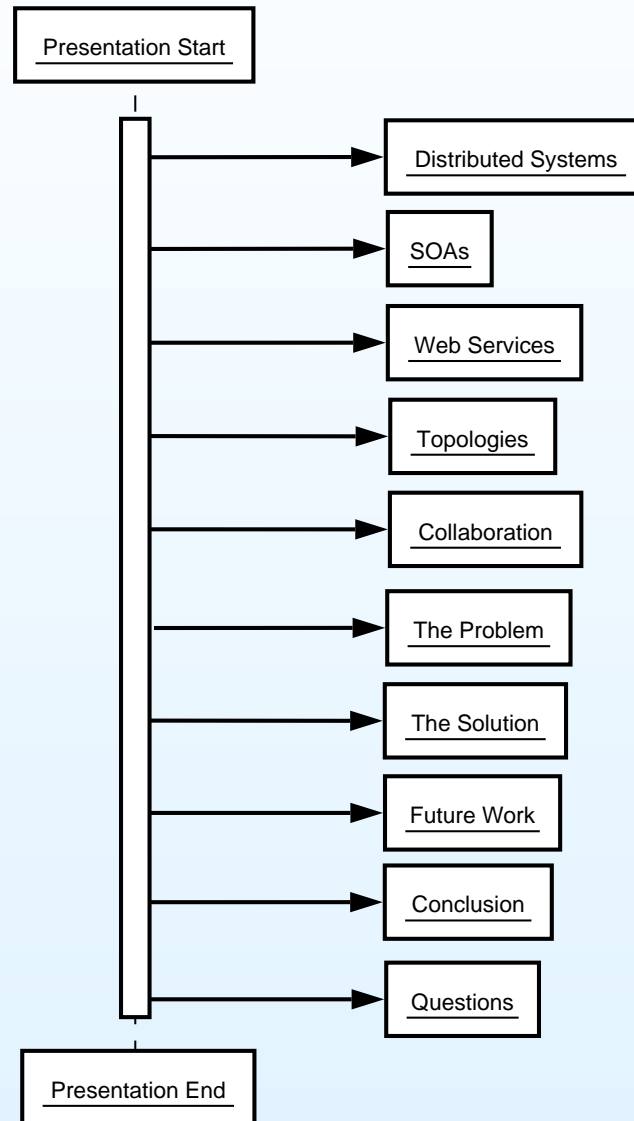 Presentation Start
Distributed Systems
SOAs
Web Services
Topologies
Collaboration
The Problem
The Solution
Future Work
Conclusion
Questions
Presentation End